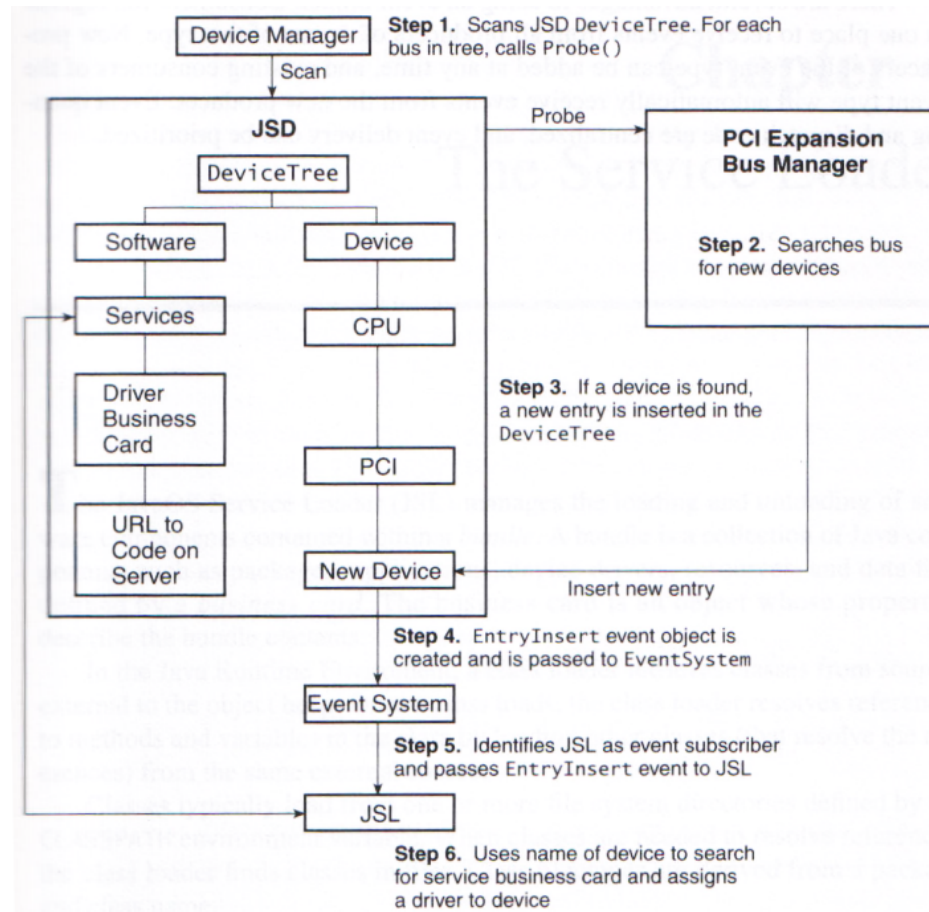 Device Manager
Step 1. Scans JSD DeviceTree. For each
bus in tree, calls Probe()
Scan
JSD
DeviceTree
Software
Device
Services
CPU
Driver
Business
Card
PCI
URL to
Code on
Server
New Device
Probe
PCI Expansion
Bus Manager
Step 2. Searches bus
for new devices
Step 3. If a device is found,
a new entry is inserted in the
DeviceTree
Insert new entry
Step 4. EntryInsert event object is
created and is passed to EventSystem
Event System
Step 5. Identifies JSL as event subscriber
and passes EntryInsert event to JSL
JSL
Step 6. Uses name of device to search
for service business card and assigns
a driver to device